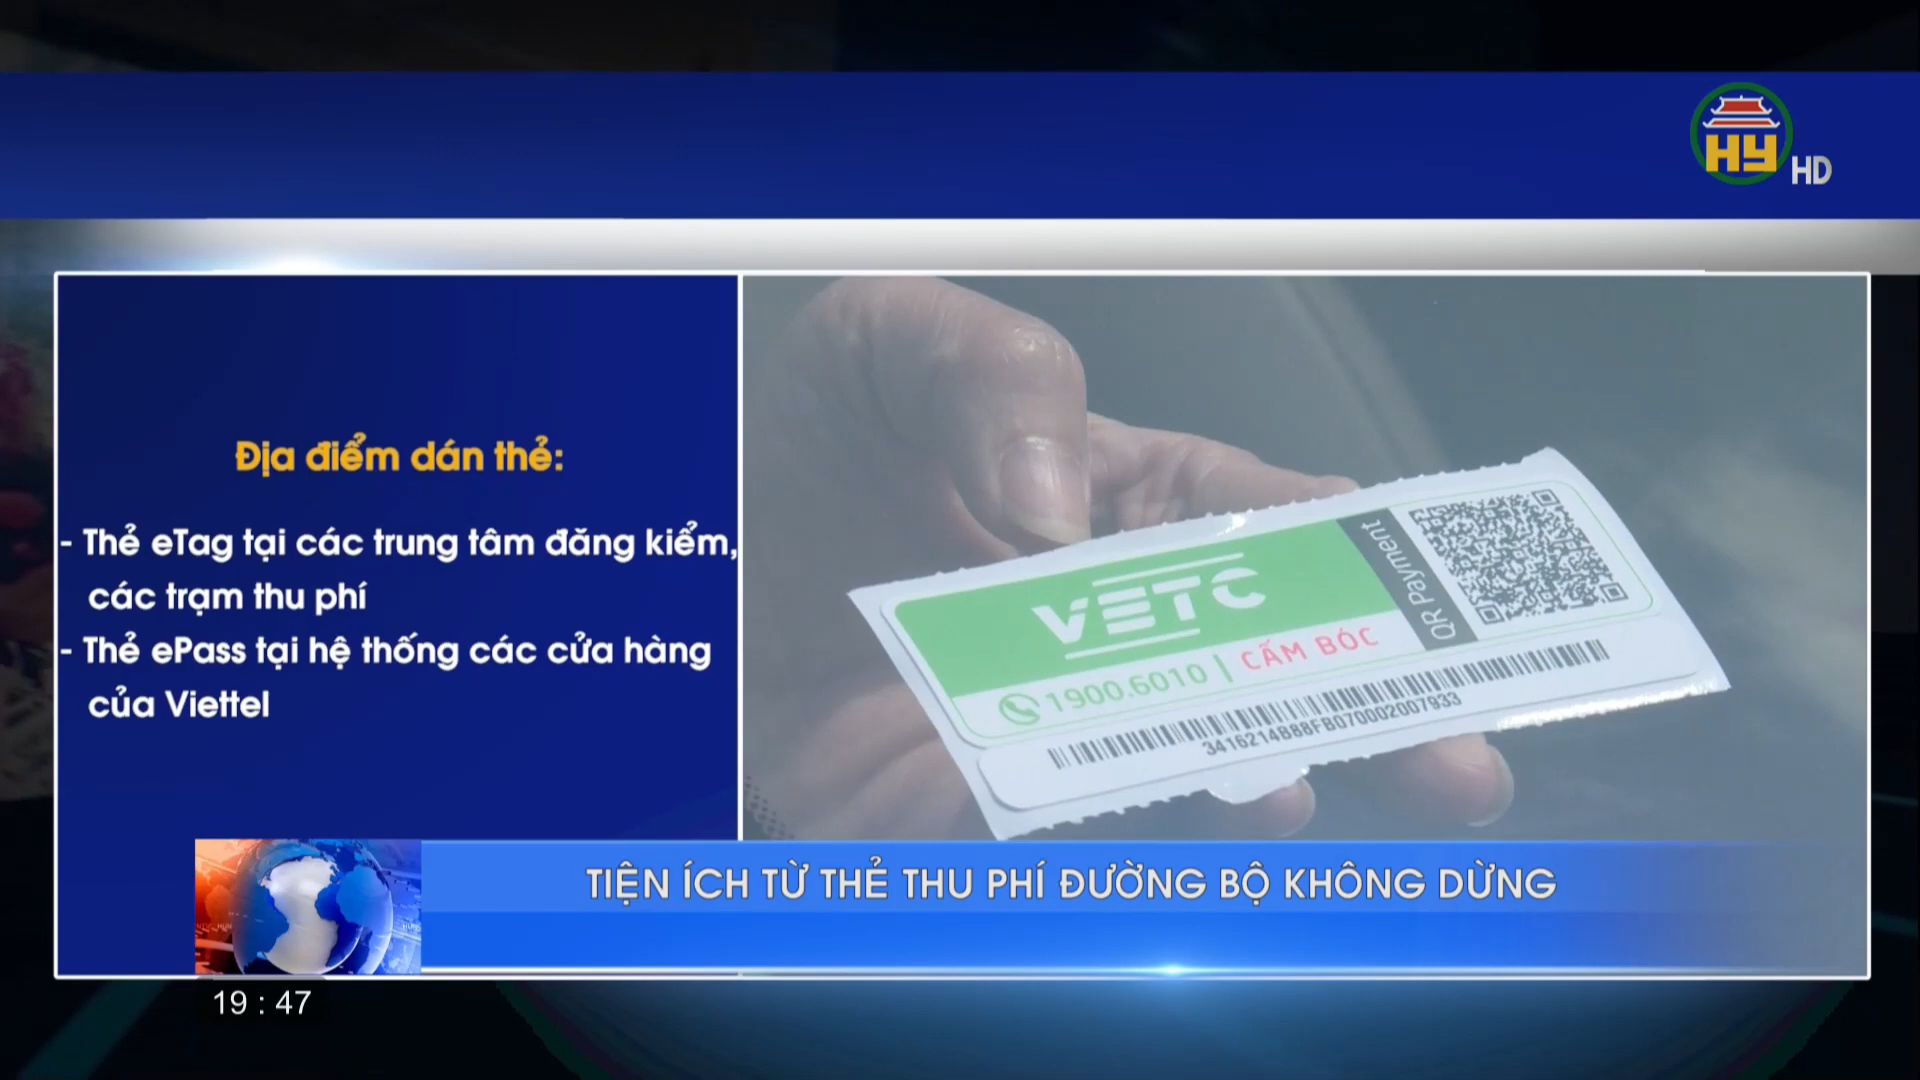 HY HD
Địa điểm dán thẻ:
- Thẻ eTag tại các trung tâm đăng kiểm,
các trạm thu phí
- Thẻ ePass tại hệ thống các cửa hàng
của Viettel
VETC
QR Payment
1900.6010 | CẤM BÓC
3416214B88FB070002007933
TIỆN ÍCH TỪ THẺ THU PHÍ ĐƯỜNG BỘ KHÔNG DỪNG
19 : 47